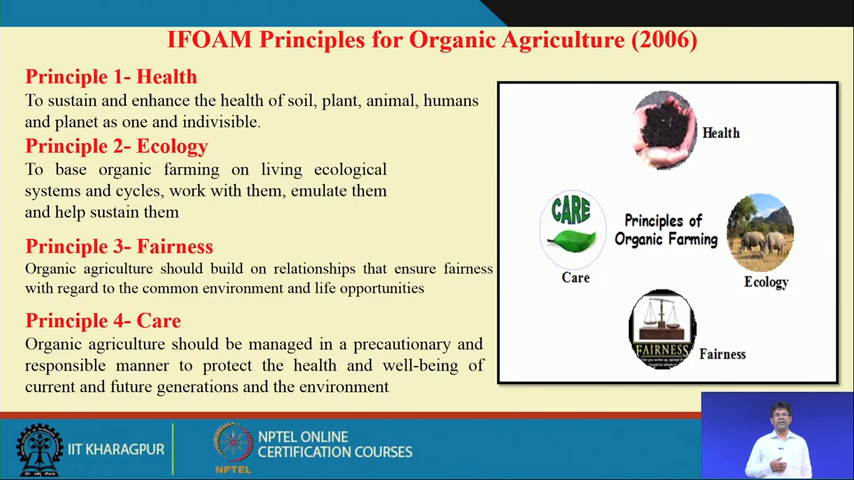 IFOAM Principles for Organic Agriculture (2006)
Principle 1- Health
To sustain and enhance the health of soil, plant, animal, humans
and planet as one and indivisible.
Principle 2- Ecology
To base organic farming on living ecological
systems and cycles, work with them, emulate them
and help sustain them
Principle 3- Fairness
Organic agriculture should build on relationships that ensure fairness
with regard to the common environment and life opportunities
Principle 4- Care
Organic agriculture should be managed in a precautionary and
responsible manner to protect the health and well-being of
current and future generations and the environment
Health
CARE
Principles of
Organic Farming
Care
Ecology
FAIRNESS
Fairness
IIT KHARAGPUR
NPTEL
NPTEL ONLINE
CERTIFICATION COURSES